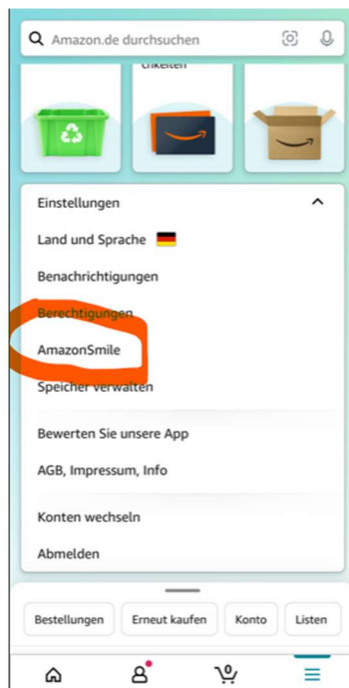 Amazon.de durchsuchen
Einstellungen
Land und Sprache
Benachrichtigungen
Berechtigungen
AmazonSmile
Speicher verwalten
Bewerten Sie unsere App
AGB, Impressum, Info
Konten wechseln
Abmelden
Bestellungen Erneut kaufen Konto Listen
0